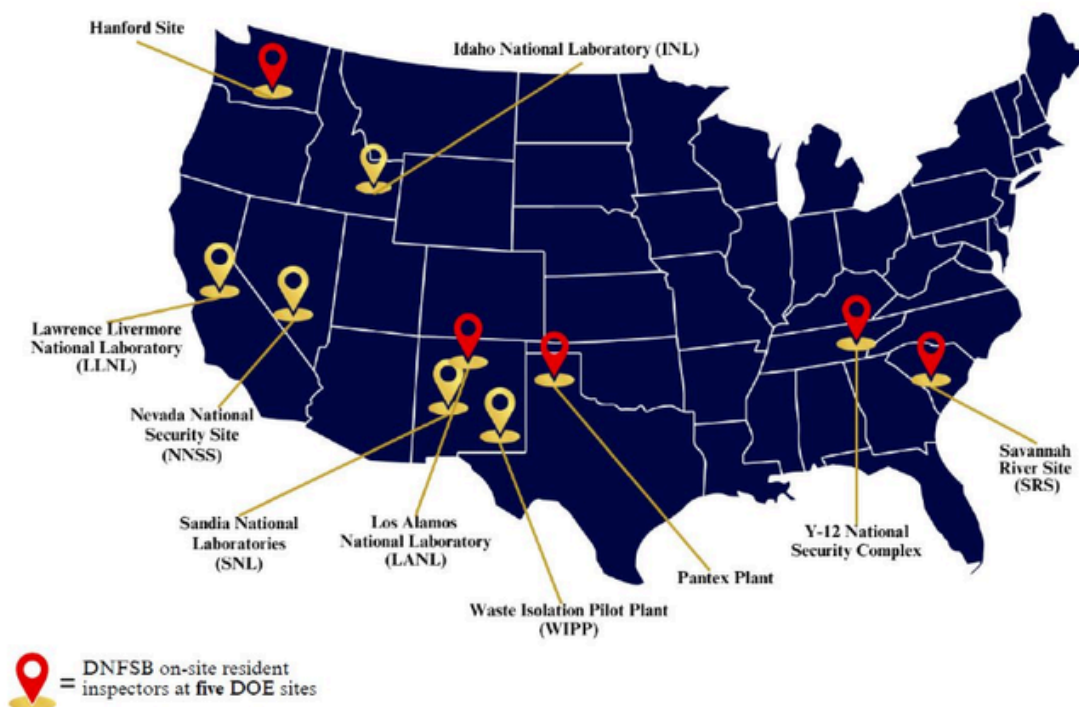 Hanford Site
Idaho National Laboratory (INL)
Lawrence Livermore
National Laboratory
(LLNL)
Nevada National
Security Site
(NNSS)
Sandia National
Laboratories
(SNL)
Los Alamos
National Laboratory
(LANL)
Waste Isolation Pilot Plant
(WIPP)
Pantex Plant
Y-12 National
Security Complex
Savannah
River Site
(SRS)
= DNFSB on-site resident
inspectors at five DOE sites